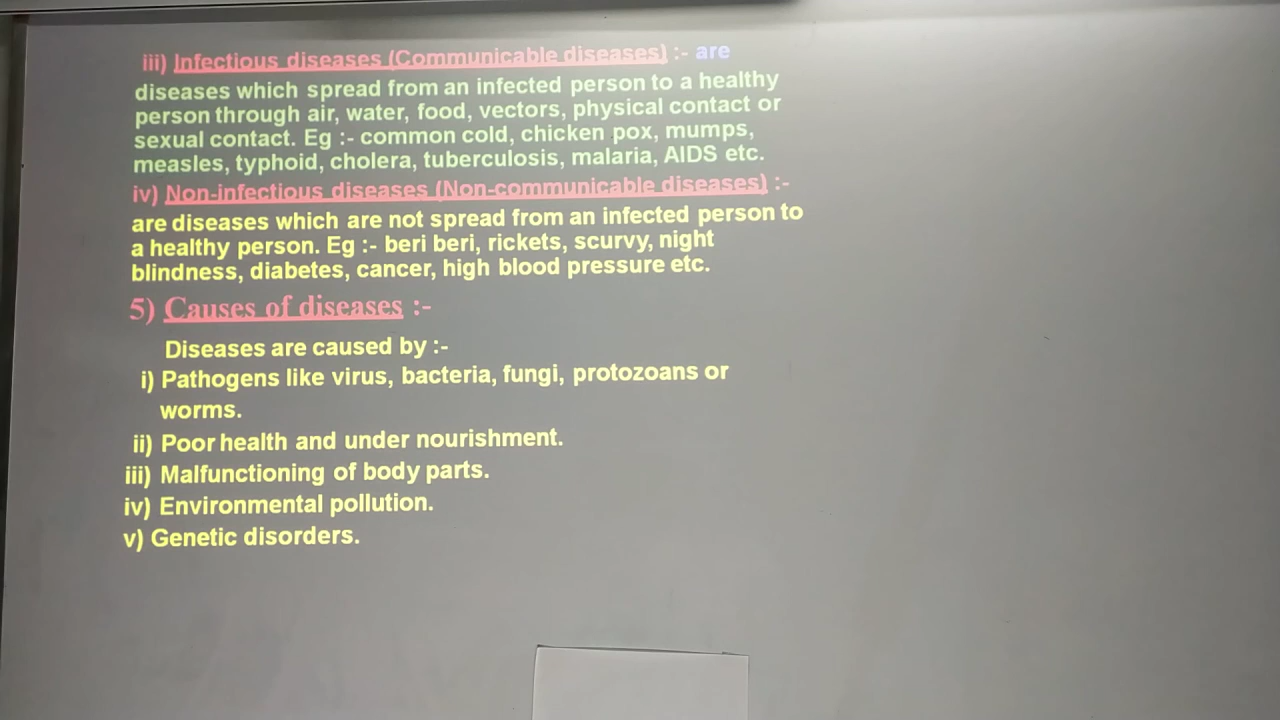 iii) Infectious diseases (Communicable diseases) :- are
diseases which spread from an infected person to a healthy
person through air, water, food, vectors, physical contact or
sexual contact. Eg :- common cold, chicken pox, mumps,
measles, typhoid, cholera, tuberculosis, malaria, AIDS etc.
iv) Non-infectious diseases (Non-communicable diseases) :-
are diseases which are not spread from an infected person to
a healthy person. Eg :- beri beri, rickets, scurvy, night
blindness, diabetes, cancer, high blood pressure etc.
5) Causes of diseases :-
Diseases are caused by :-
i) Pathogens like virus, bacteria, fungi, protozoans or
worms.
ii) Poor health and under nourishment.
iii) Malfunctioning of body parts.
iv) Environmental pollution.
v) Genetic disorders.